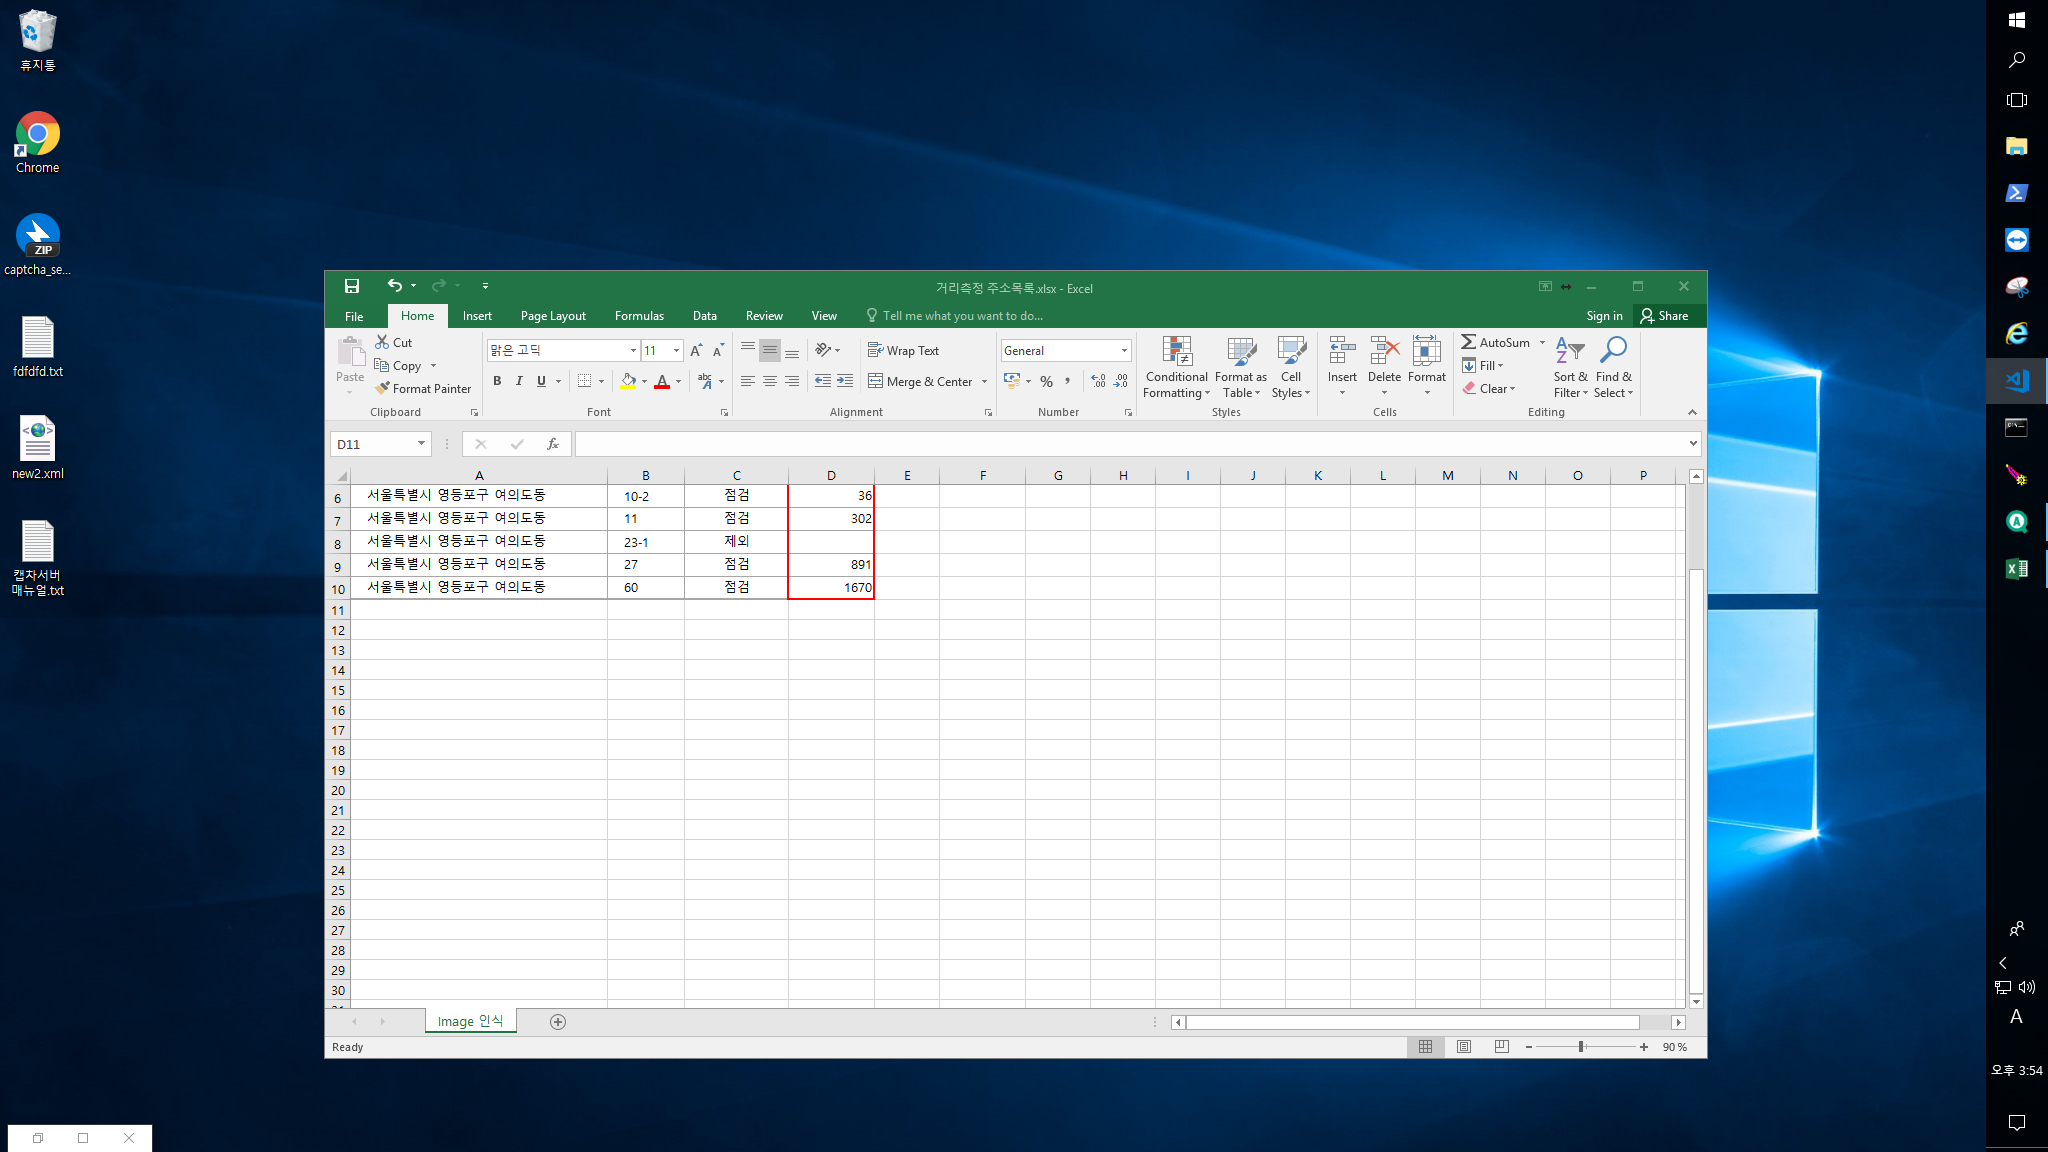 휴지통
Chrome
ZIP
captcha_se...
fdfdfd.txt
new2.xml
캡차서버
매뉴얼.txt
거리측정 주소목록.xlsx - Excel
File Home Insert Page Layout Formulas Data Review View Tell me what you want to do... Sign in Share
Paste Cut Copy Format Painter Clipboard
맑은 고딕 11 B I U A Font
Wrap Text Merge & Center Alignment
General % , Number
Conditional Formatting Format as Table Cell Styles Styles
Insert Delete Format Cells
AutoSum Fill Clear Sort & Filter Find & Select Editing
D11 fx
A B C D E F G H I J K L M N O P
6 서울특별시 영등포구 여의도동 10-2 점검 36
7 서울특별시 영등포구 여의도동 11 점검 302
8 서울특별시 영등포구 여의도동 23-1 제외
9 서울특별시 영등포구 여의도동 27 점검 891
10 서울특별시 영등포구 여의도동 60 점검 1670
11
12
13
14
15
16
17
18
19
20
21
22
23
24
25
26
27
28
29
30
Image 인식
Ready 90 %
A
오후 3:54